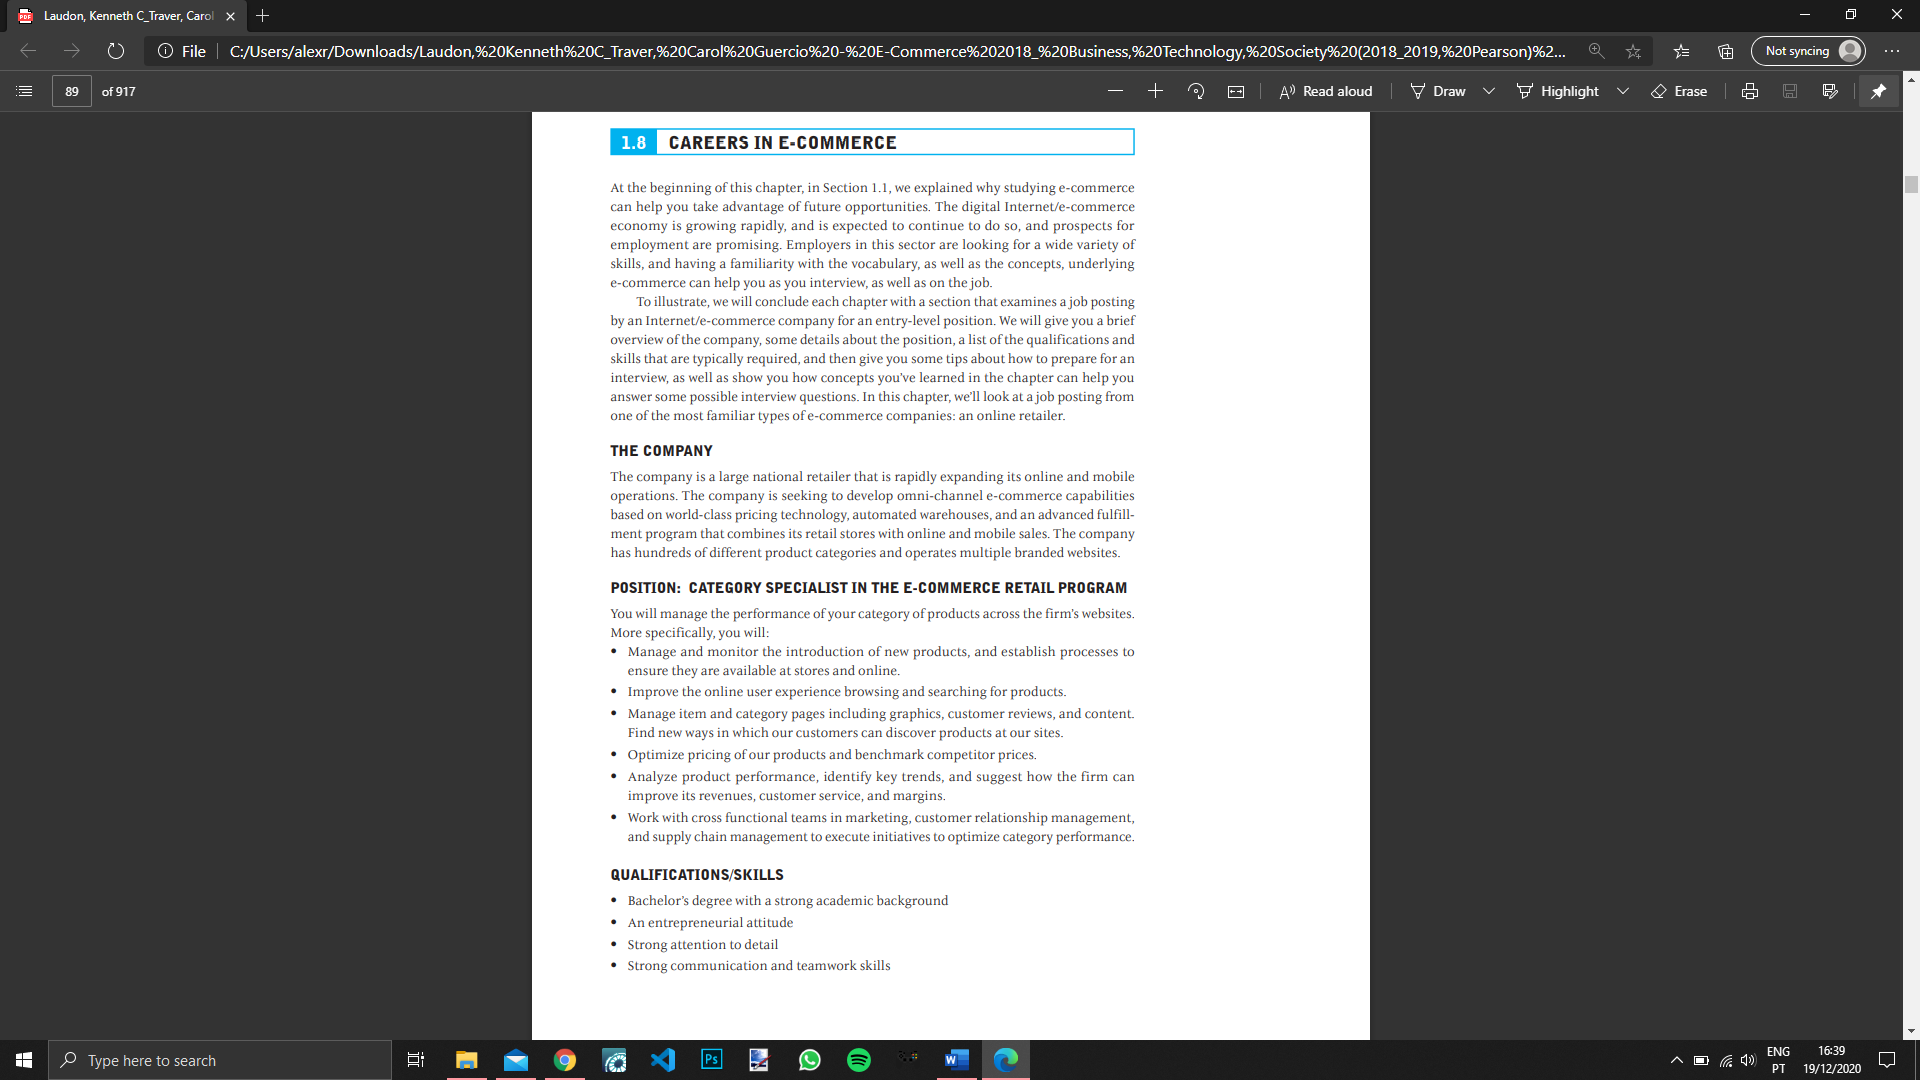 Laudon, Kenneth C_Traver, Carol
File
C:/Users/alexr/Downloads/Laudon,%20Kenneth%20C_Traver,%20Carol%20Guercio%20-%20E-Commerce%202018_%20Business,%20Technology,%20Society%20(2018_2019,%20Pearson)%2...
Not syncing
89 of 917
Read aloud
Draw
Highlight
Erase
1.8 CAREERS IN E-COMMERCE
At the beginning of this chapter, in Section 1.1, we explained why studying e-commerce
can help you take advantage of future opportunities. The digital Internet/e-commerce
economy is growing rapidly, and is expected to continue to do so, and prospects for
employment are promising. Employers in this sector are looking for a wide variety of
skills, and having a familiarity with the vocabulary, as well as the concepts, underlying
e-commerce can help you as you interview, as well as on the job.
To illustrate, we will conclude each chapter with a section that examines a job posting
by an Internet/e-commerce company for an entry-level position. We will give you a brief
overview of the company, some details about the position, a list of the qualifications and
skills that are typically required, and then give you some tips about how to prepare for an
interview, as well as show you how concepts you've learned in the chapter can help you
answer some possible interview questions. In this chapter, we'll look at a job posting from
one of the most familiar types of e-commerce companies: an online retailer.
THE COMPANY
The company is a large national retailer that is rapidly expanding its online and mobile
operations. The company is seeking to develop omni-channel e-commerce capabilities
based on world-class pricing technology, automated warehouses, and an advanced fulfill-
ment program that combines its retail stores with online and mobile sales. The company
has hundreds of different product categories and operates multiple branded websites.
POSITION: CATEGORY SPECIALIST IN THE E-COMMERCE RETAIL PROGRAM
You will manage the performance of your category of products across the firm's websites.
More specifically, you will:
• Manage and monitor the introduction of new products, and establish processes to
ensure they are available at stores and online.
• Improve the online user experience browsing and searching for products.
• Manage item and category pages including graphics, customer reviews, and content.
Find new ways in which our customers can discover products at our sites.
• Optimize pricing of our products and benchmark competitor prices.
• Analyze product performance, identify key trends, and suggest how the firm can
improve its revenues, customer service, and margins.
• Work with cross functional teams in marketing, customer relationship management,
and supply chain management to execute initiatives to optimize category performance.
QUALIFICATIONS/SKILLS
• Bachelor's degree with a strong academic background
• An entrepreneurial attitude
• Strong attention to detail
• Strong communication and teamwork skills
Type here to search
Ps
ENG
PT
16:39
19/12/2020